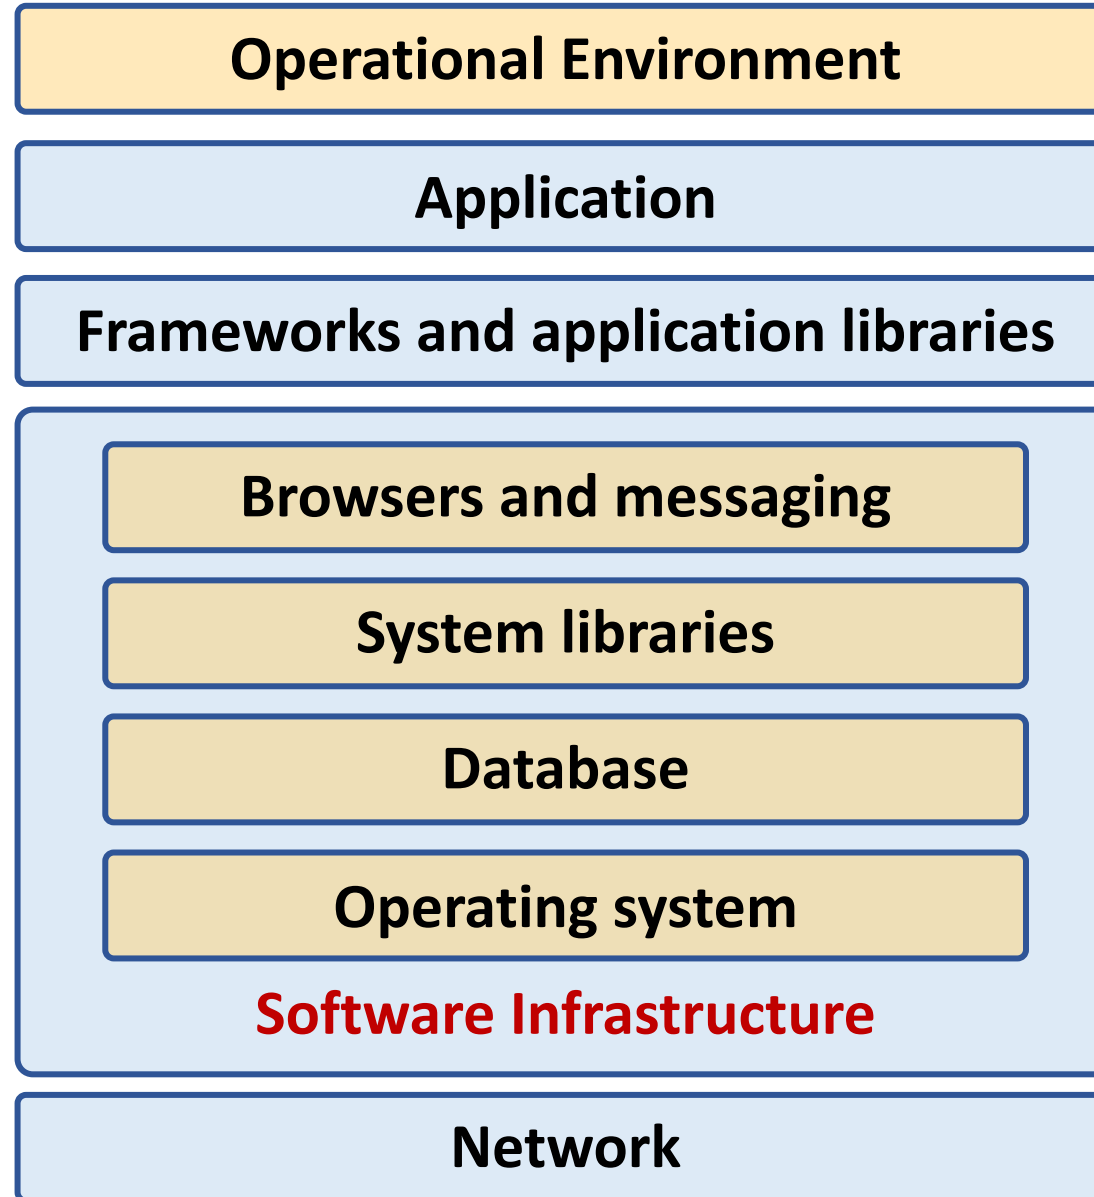 Operational Environment
Application
Frameworks and application libraries
Browsers and messaging
System libraries
Database
Operating system
Software Infrastructure
Network